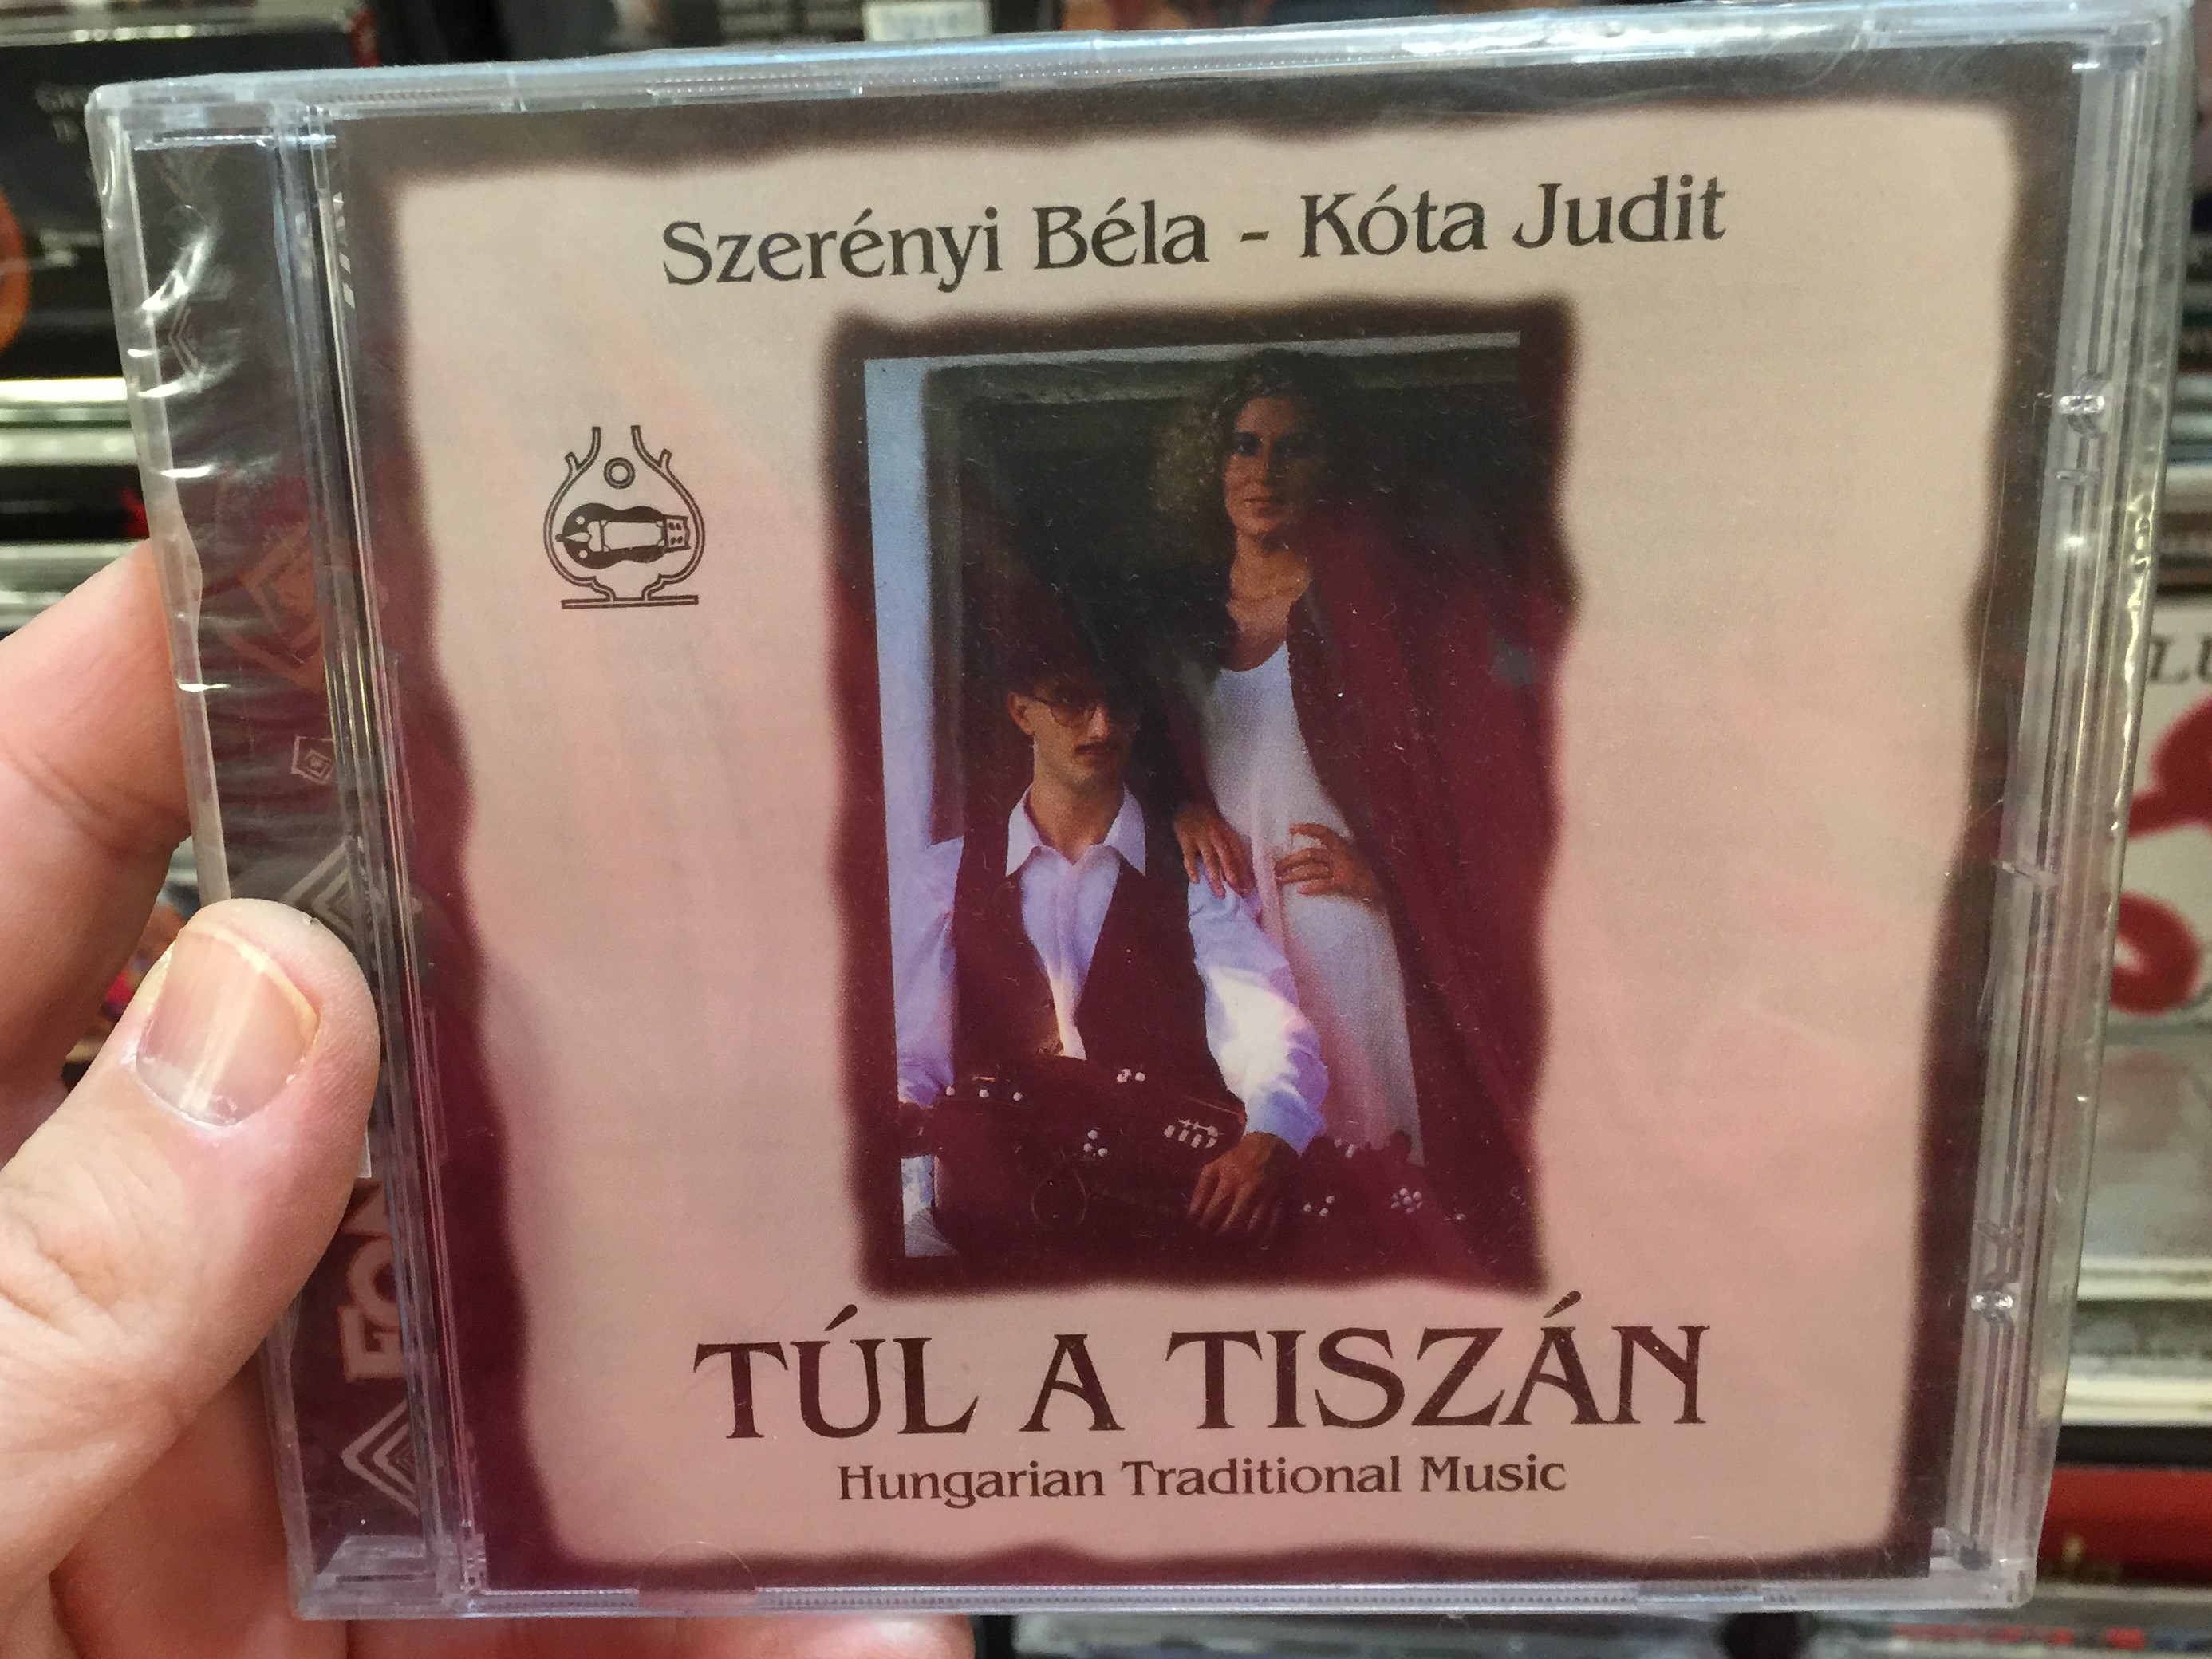 Szerényi Béla - Kóta Judit
TÚL A TISZÁN
Hungarian Traditional Music